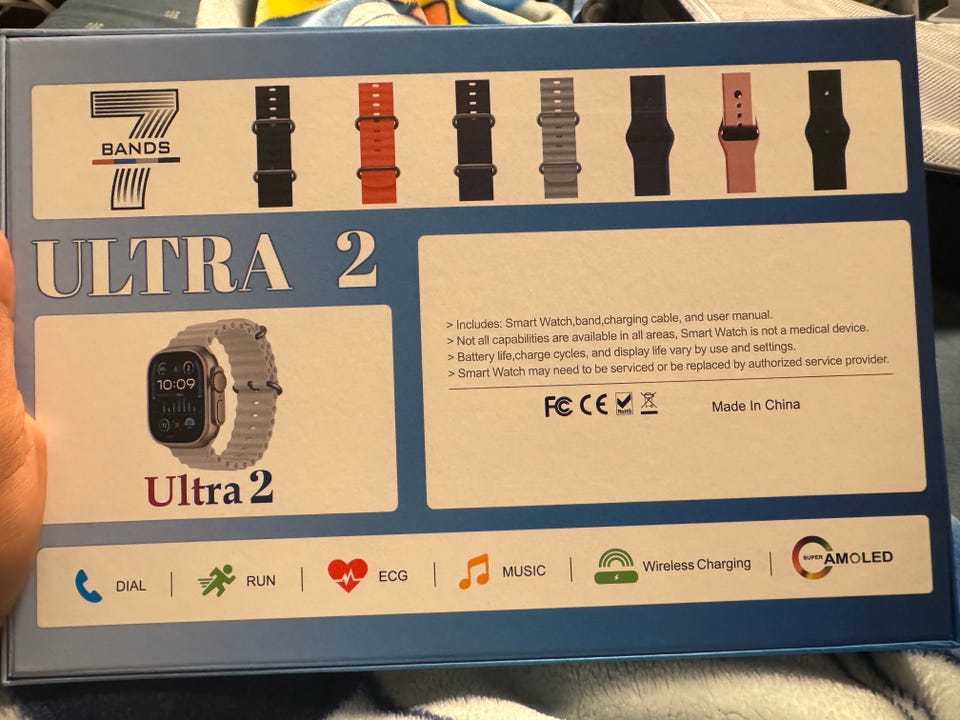 7
BANDS
ULTRA 2
10:09
Ultra 2
> Includes: Smart Watch,band,charging cable, and user manual.
> Not all capabilities are available in all areas, Smart Watch is not a medical device.
> Battery life,charge cycles, and display life vary by use and settings.
> Smart Watch may need to be serviced or be replaced by authorized service provider.
FC CE RoHS Made In China
DIAL | RUN | ECG | MUSIC | Wireless Charging | SUPER AMOLED